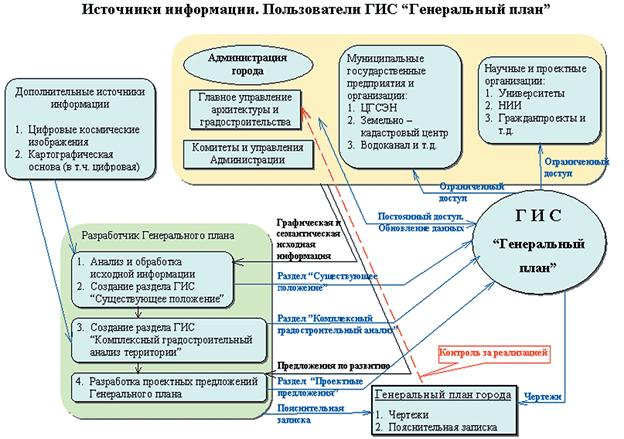 Источники информации. Пользователи ГИС “Генеральный план”
Администрация
города
Главное управление
архитектуры и
градостроительства
Комитеты и управления
Администрации
Муниципальные
государственные
предприятия и
организации:
1. ЦГСЭН
2. Земельно –
кадастровый центр
3. Водоканал и т.д.
Научные и проектные
организации:
1. Университеты
2. НИИ
3. Гражданпроекты и
т.д.
Дополнительные источники
информации
1. Цифровые космические
изображения
2. Картографическая
основа (в т.ч. цифровая)
Ограниченный
доступ
Ограниченный
доступ
Постоянный доступ.
Обновление данных
Графическая и
семантическая
исходная
информация
ГИС
“Генеральный
план”
Разработчик Генерального плана
1. Анализ и обработка
исходной информации
2. Создание раздела ГИС
“Существующее положение”
Раздел “Существующее
положение”
3. Создание раздела ГИС
“Комплексный градостроительный
анализ территории”
Раздел “Комплексный
градостроительный анализ”
Контроль за реализацией
Предложения по развитию
4. Разработка проектных предложений
Генерального плана
Раздел “Проектные
предложения”
Пояснительная
записка
Генеральный план города
1. Чертежи
2. Пояснительная записка
Чертежи